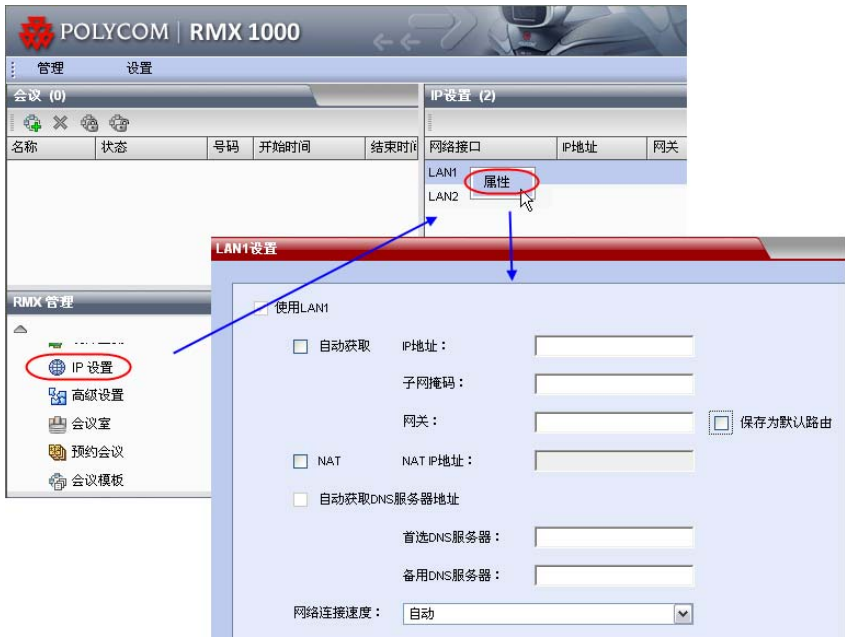 POLYCOM | RMX 1000
管理 设置
会议 (0)
名称 状态 号码 开始时间 结束时间
IP设置 (2)
网络接口 IP地址 网关
LAN1 属性
LAN2
RMX 管理
IP 设置
高级设置
会议室
预约会议
会议模板
LAN1设置
使用LAN1
自动获取 IP地址：
子网掩码：
网关： 保存为默认路由
NAT NAT IP地址：
自动获取DNS服务器地址
首选DNS服务器：
备用DNS服务器：
网络连接速度： 自动